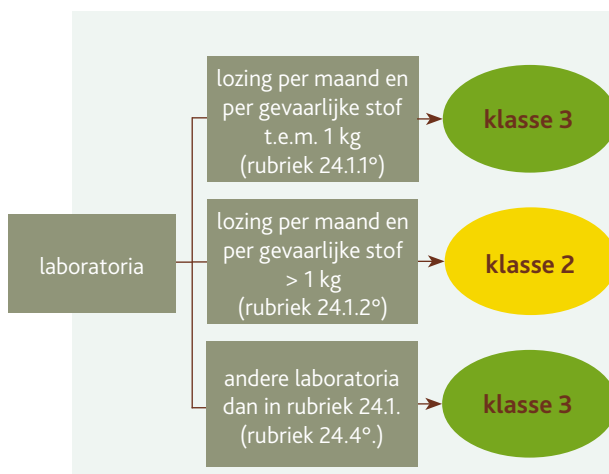 lozing per maand en
per gevaarlijke stof
t.e.m. 1 kg
(rubriek 24.1.1°)
klasse 3
laboratoria
lozing per maand en
per gevaarlijke stof
> 1 kg
(rubriek 24.1.2°)
klasse 2
andere laboratoria
dan in rubriek 24.1.
(rubriek 24.4°.)
klasse 3